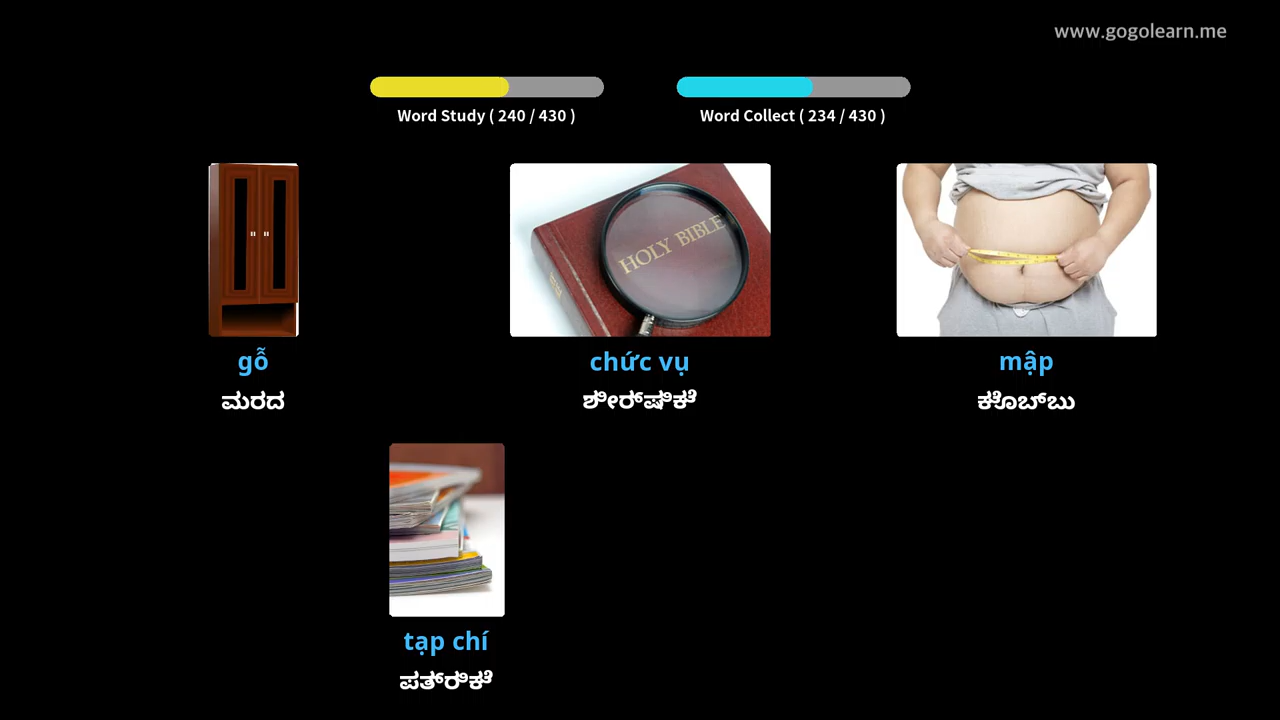 www.gogolearn.me
Word Study ( 240 / 430 )
Word Collect ( 234 / 430 )
HOLY BIBLE
gỗ
ಮರದ
chức vụ
ಶೀರ್ಷಿಕೆ
mập
ಕೊಬ್ಬು
tạp chí
ಪತ್ರಿಕೆ